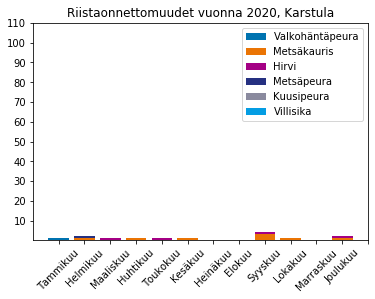 Riistaonnettomuudet vuonna 2020, Karstula
110
100
90
80
70
60
50
40
30
20
10
Valkohäntäpeura
Metsäkauris
Hirvi
Metsäpeura
Kuusipeura
Villisika
Tammikuu
Helmikuu
Maaliskuu
Huhtikuu
Toukokuu
Kesäkuu
Heinäkuu
Elokuu
Syyskuu
Lokakuu
Marraskuu
Joulukuu